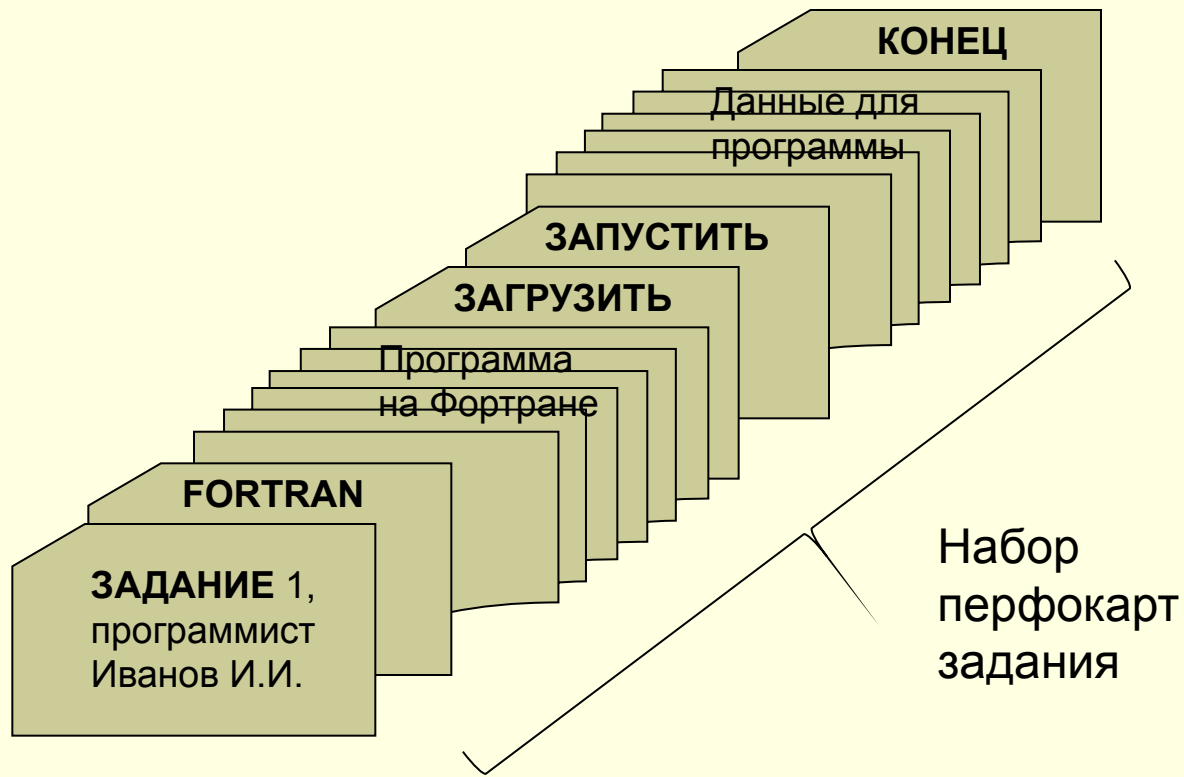 КОНЕЦ
Данные для
программы
ЗАПУСТИТЬ
ЗАГРУЗИТЬ
Программа
на Фортране
FORTRAN
ЗАДАНИЕ 1,
программист
Иванов И.И.
Набор
перфокарт
задания